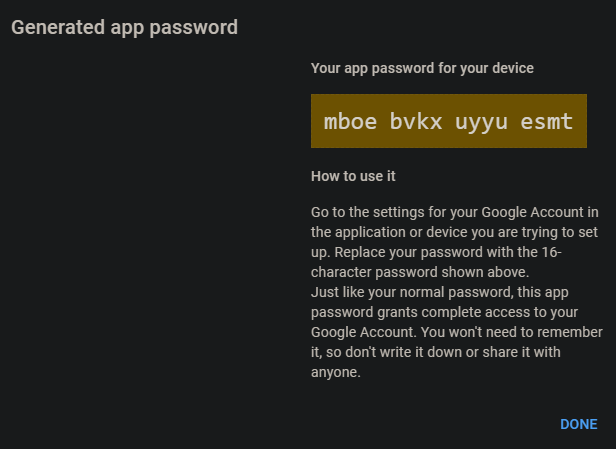 Generated app password
Your app password for your device
mboe bvkx uyyu esmt
How to use it
Go to the settings for your Google Account in
the application or device you are trying to set
up. Replace your password with the 16-
character password shown above.
Just like your normal password, this app
password grants complete access to your
Google Account. You won't need to remember
it, so don't write it down or share it with
anyone.
DONE